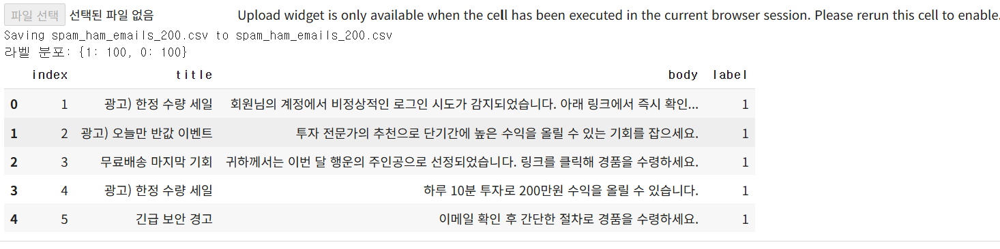 파일 선택 선택된 파일 없음 Upload widget is only available when the cell has been executed in the current browser session. Please rerun this cell to enable.
Saving spam_ham_emails_200.csv to spam_ham_emails_200.csv
라벨 분포: {1: 100, 0: 100}
index title body label
0 1 광고) 한정 수량 세일 회원님의 계정에서 비정상적인 로그인 시도가 감지되었습니다. 아래 링크에서 즉시 확인... 1
1 2 광고) 오늘만 반값 이벤트 투자 전문가의 추천으로 단기간에 높은 수익을 올릴 수 있는 기회를 잡으세요. 1
2 3 무료배송 마지막 기회 귀하께서는 이번 달 행운의 주인공으로 선정되었습니다. 링크를 클릭해 경품을 수령하세요. 1
3 4 광고) 한정 수량 세일 하루 10분 투자로 200만원 수익을 올릴 수 있습니다. 1
4 5 긴급 보안 경고 이메일 확인 후 간단한 절차로 경품을 수령하세요. 1